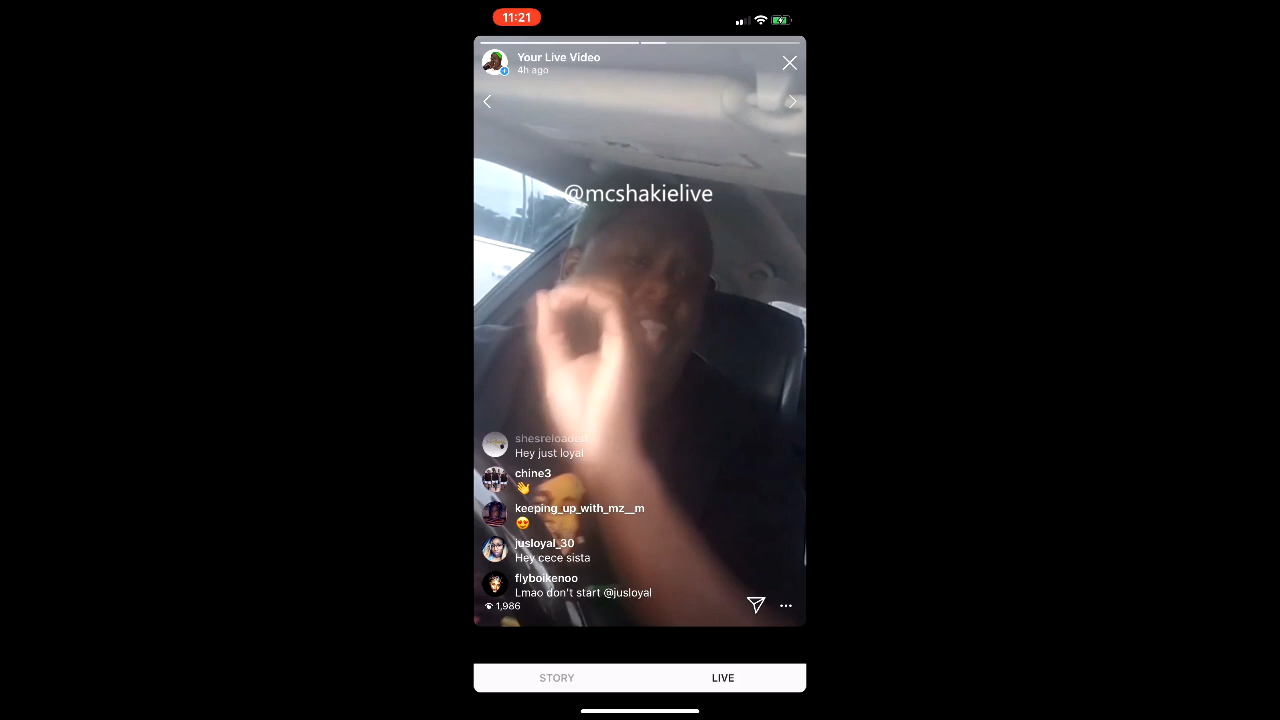 11:21
Your Live Video
4h ago
@mcshakielive
shesreloaded
Hey just loyal
chine3
👋
keeping_up_with_mz__m
😍
jusloyal_30
Hey cece sista
flyboikenoo
Lmao don't start @jusloyal
1,986
STORY
LIVE